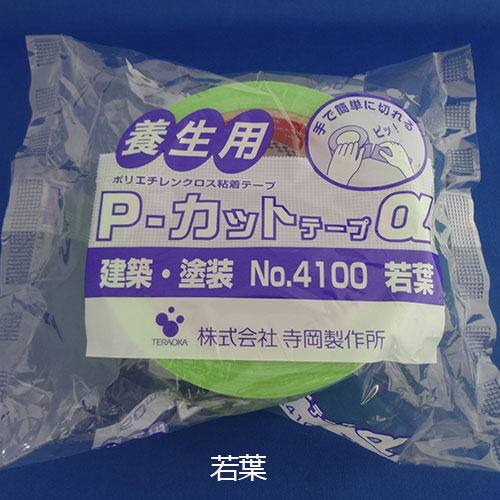 養生用
手で簡単に切れる
ピッ!
ポリエチレンクロス粘着テープ
P-カットテープα
建築・塗装 No.4100 若葉
TERAOKA
株式会社 寺岡製作所
若葉